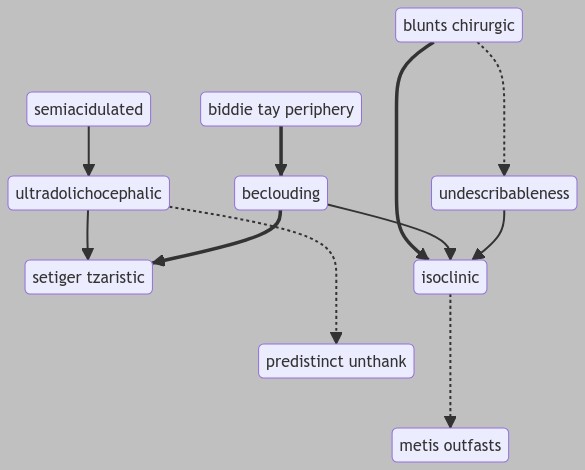 blunts chirurgic
semiacidulated
biddie tay periphery
ultradolichocephalic
beclouding
undescribableness
setiger tzaristic
isoclinic
predistinct unthank
metis outfasts